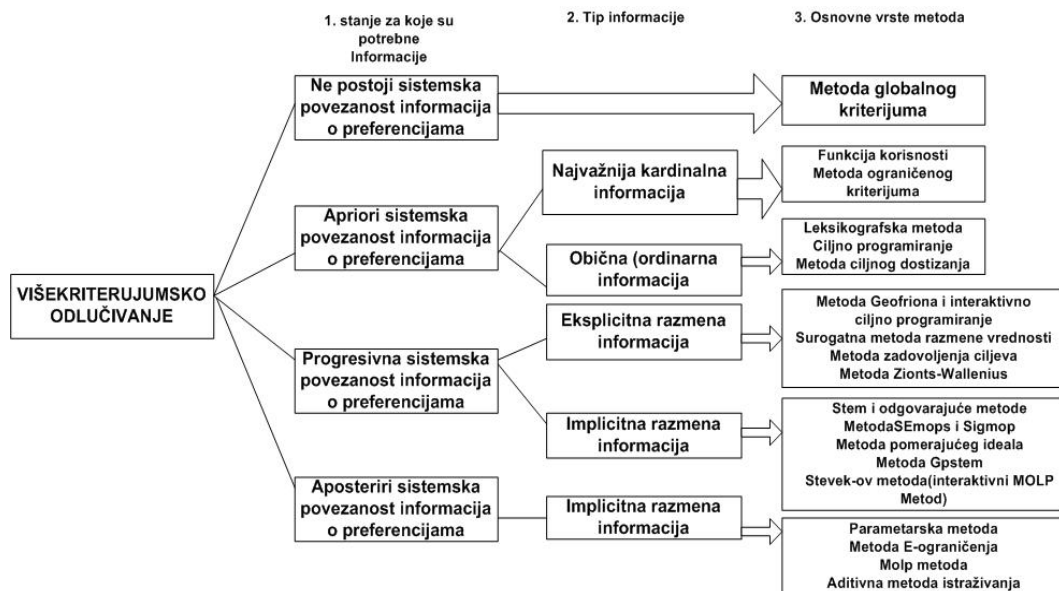 1. stanje za koje su
potrebne
Informacije
2. Tip informacije
3. Osnovne vrste metoda
Ne postoji sistemska
povezanost informacija
o preferencijama
Metoda globalnog
kriterijuma
Najvažnija kardinalna
informacija
Funkcija korisnosti
Metoda ograničenog
kriterijuma
Apriori sistemska
povezanost informacija
o preferencijama
Obična (ordinarna
informacija
Leksikografska metoda
Ciljno programiranje
Metoda ciljnog dostizanja
VIŠEKRITERUJUMSKO
ODLUČIVANJE
Eksplicitna razmena
informacija
Metoda Geofriona i interaktivno
ciljno programiranje
Surogatna metoda razmene vrednosti
Metoda zadovoljenja ciljeva
Metoda Zionts-Wallenius
Progresivna sistemska
povezanost informacija
o preferencijama
Implicitna razmena
informacija
Stem i odgovarajuće metode
MetodaSEmops i Sigmop
Metoda pomerajućeg ideala
Metoda Gpstem
Stevek-ov metoda(interaktivni MOLP
Metod)
Aposteriri sistemska
povezanost informacija
o preferencijama
Implicitna razmena
informacija
Parametarska metoda
Metoda E-ograničenja
Molp metoda
Aditivna metoda istraživanja